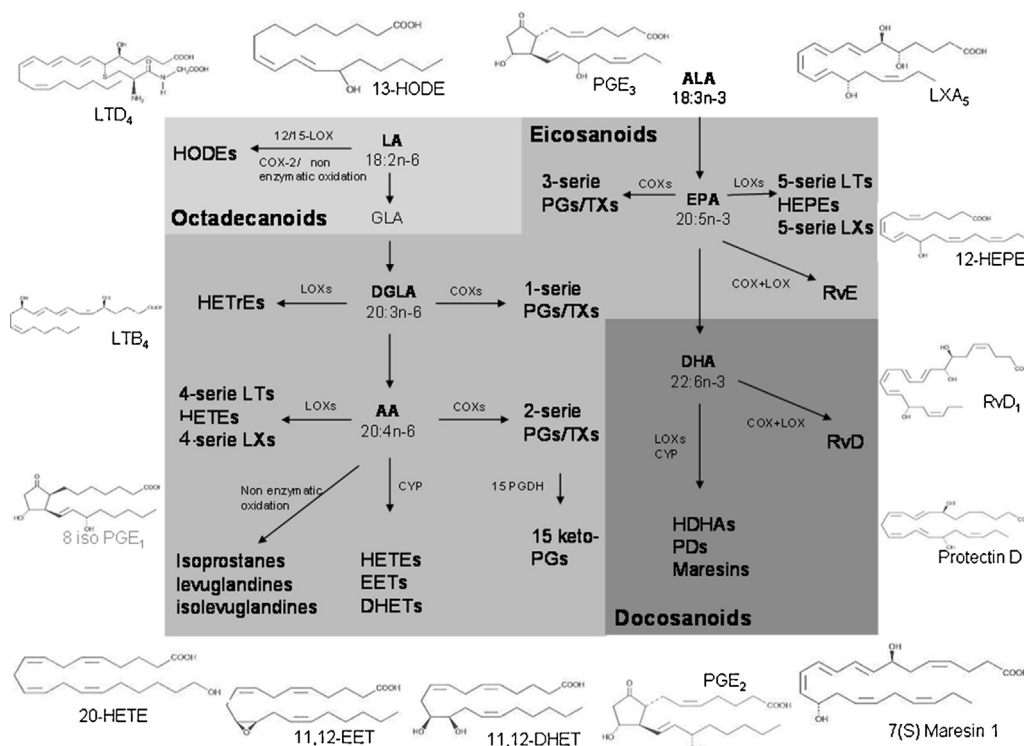 COOH
OH
13-HODE
PGE3
ALA
18:3n-3
LXA5
LTD4
12/15-LOX
HODEs
LA
18:2n-6
COX-2/ non
enzymatic oxidation
Octadecanoids
GLA
Eicosanoids
3-serie
PGs/TXs
COXs
EPA
20:5n-3
LOXs
5-serie LTs
HEPEs
5-serie LXs
12-HEPE
COX+LOX
RvE
HETrEs
LOXs
DGLA
20:3n-6
COXs
1-serie
PGs/TXs
LTB4
DHA
22:6n-3
COX+LOX
RvD
RvD1
4-serie LTs
HETEs
4-serie LXs
LOXs
AA
20:4n-6
COXs
2-serie
PGs/TXs
LOXs
CYP
Non enzymatic
oxidation
CYP
15 PGDH
8 iso PGE1
Isoprostanes
levuglandines
isolevuglandines
HETEs
EETs
DHETs
15 keto-
PGs
HDHAs
PDs
Maresins
Protectin D
Docosanoids
20-HETE
11,12-EET
11,12-DHET
PGE2
7(S) Maresin 1